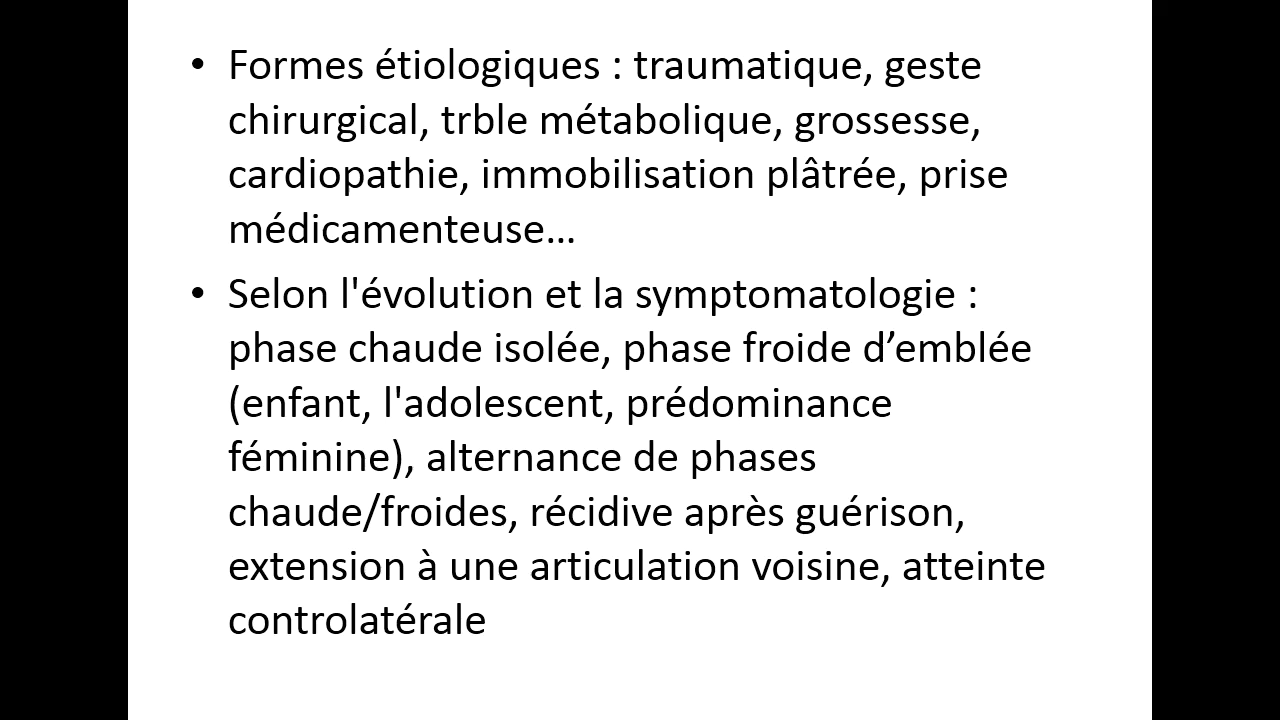 • Formes étiologiques : traumatique, geste
chirurgical, trble métabolique, grossesse,
cardiopathie, immobilisation plâtrée, prise
médicamenteuse…
• Selon l'évolution et la symptomatologie :
phase chaude isolée, phase froide d’emblée
(enfant, l'adolescent, prédominance
féminine), alternance de phases
chaude/froides, récidive après guérison,
extension à une articulation voisine, atteinte
controlatérale